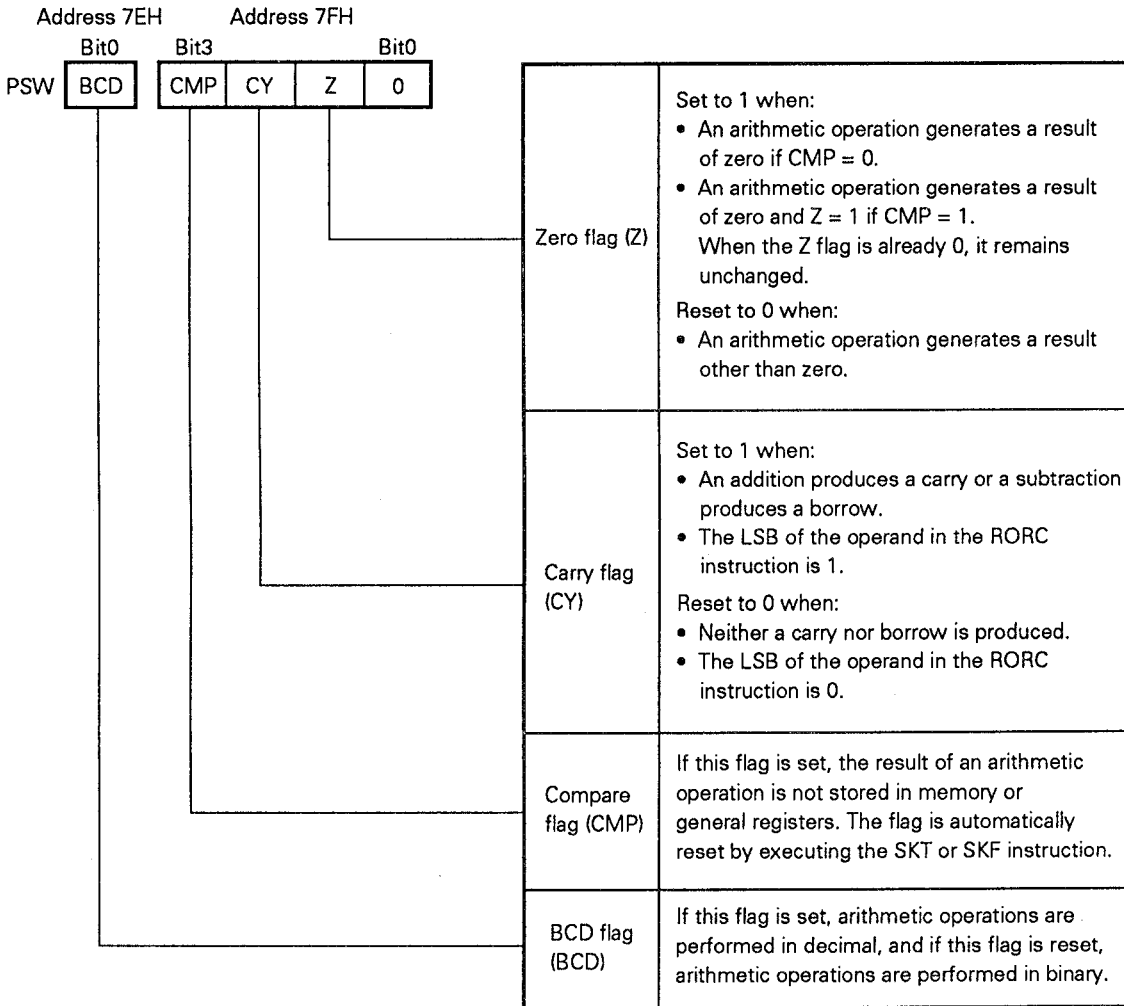 Address 7EH Address 7FH
Bit0 Bit3 Bit0
PSW BCD CMP CY Z 0
Zero flag (Z)
Set to 1 when:
• An arithmetic operation generates a result
of zero if CMP = 0.
• An arithmetic operation generates a result
of zero and Z = 1 if CMP = 1.
When the Z flag is already 0, it remains
unchanged.
Reset to 0 when:
• An arithmetic operation generates a result
other than zero.
Carry flag
(CY)
Set to 1 when:
• An addition produces a carry or a subtraction
produces a borrow.
• The LSB of the operand in the RORC
instruction is 1.
Reset to 0 when:
• Neither a carry nor borrow is produced.
• The LSB of the operand in the RORC
instruction is 0.
Compare
flag (CMP)
If this flag is set, the result of an arithmetic
operation is not stored in memory or
general registers. The flag is automatically
reset by executing the SKT or SKF instruction.
BCD flag
(BCD)
If this flag is set, arithmetic operations are
performed in decimal, and if this flag is reset,
arithmetic operations are performed in binary.